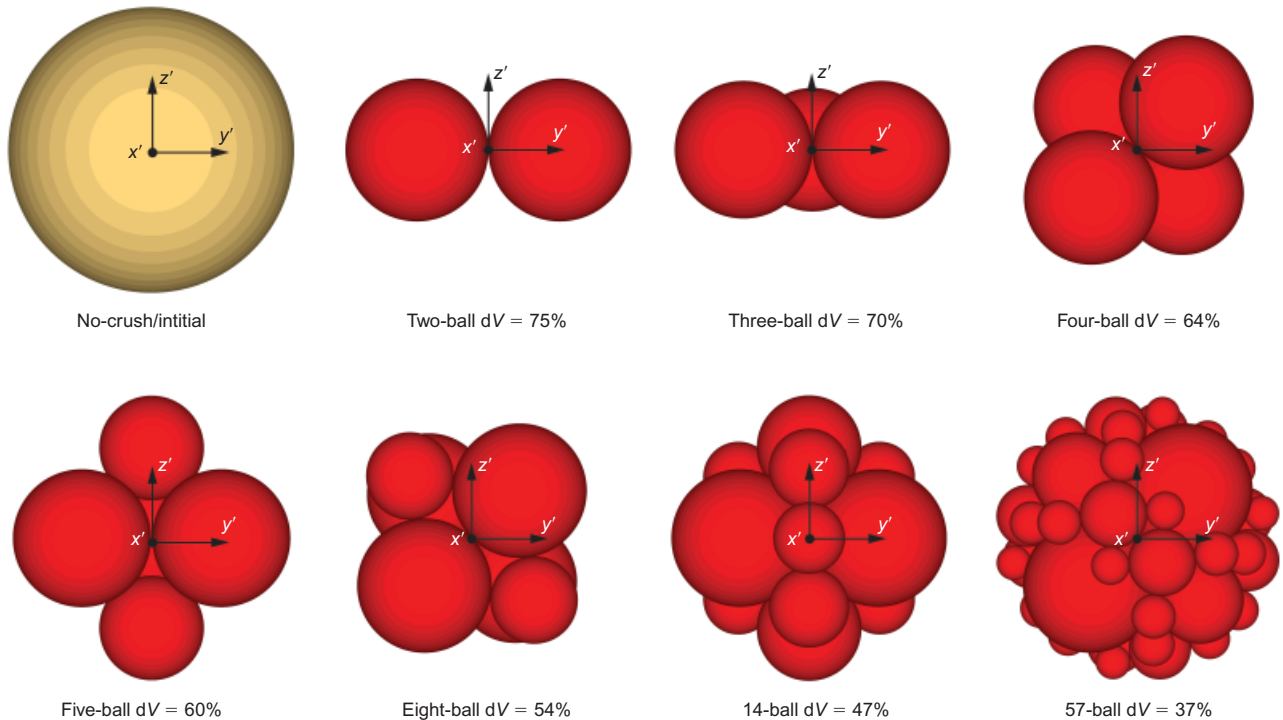 z′
y′
x′
No-crush/intitial
z′
y′
x′
Two-ball dV = 75%
z′
y′
x′
Three-ball dV = 70%
z′
y′
x′
Four-ball dV = 64%
z′
y′
x′
Five-ball dV = 60%
z′
y′
x′
Eight-ball dV = 54%
z′
y′
x′
14-ball dV = 47%
z′
y′
x′
57-ball dV = 37%